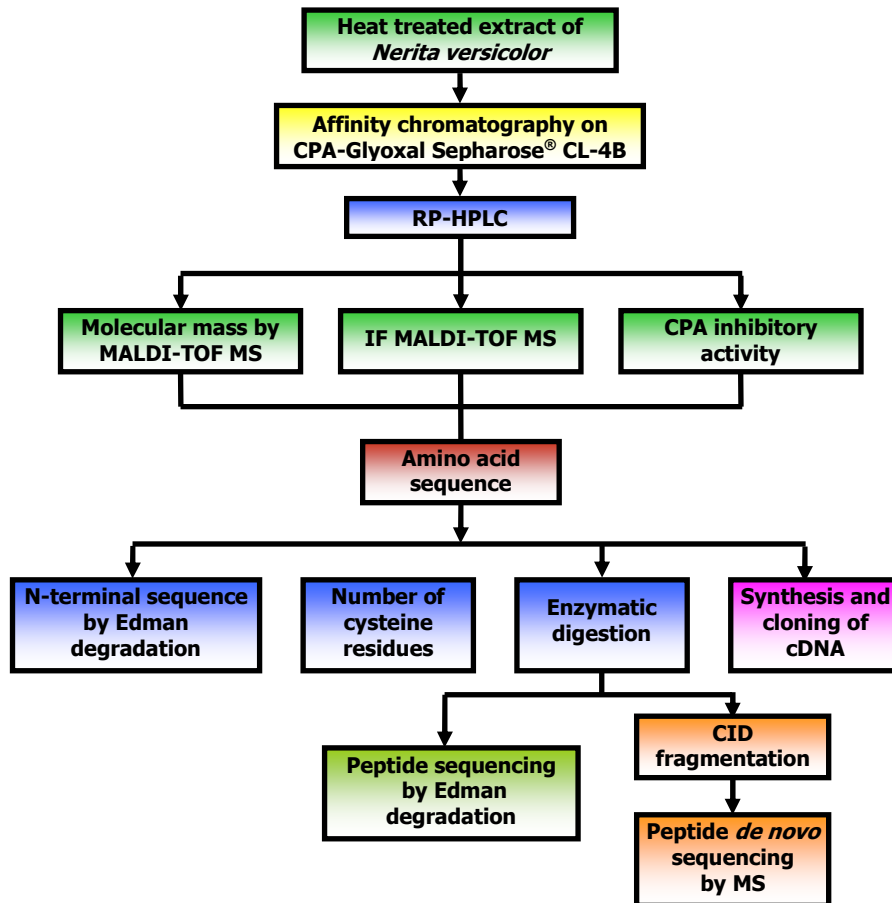 Heat treated extract of
Nerita versicolor
Affinity chromatography on
CPA-Glyoxal Sepharose® CL-4B
RP-HPLC
Molecular mass by
MALDI-TOF MS
IF MALDI-TOF MS
CPA inhibitory
activity
Amino acid
sequence
N-terminal sequence
by Edman
degradation
Number of
cysteine
residues
Enzymatic
digestion
Synthesis and
cloning of
cDNA
Peptide sequencing
by Edman
degradation
CID
fragmentation
Peptide de novo
sequencing
by MS